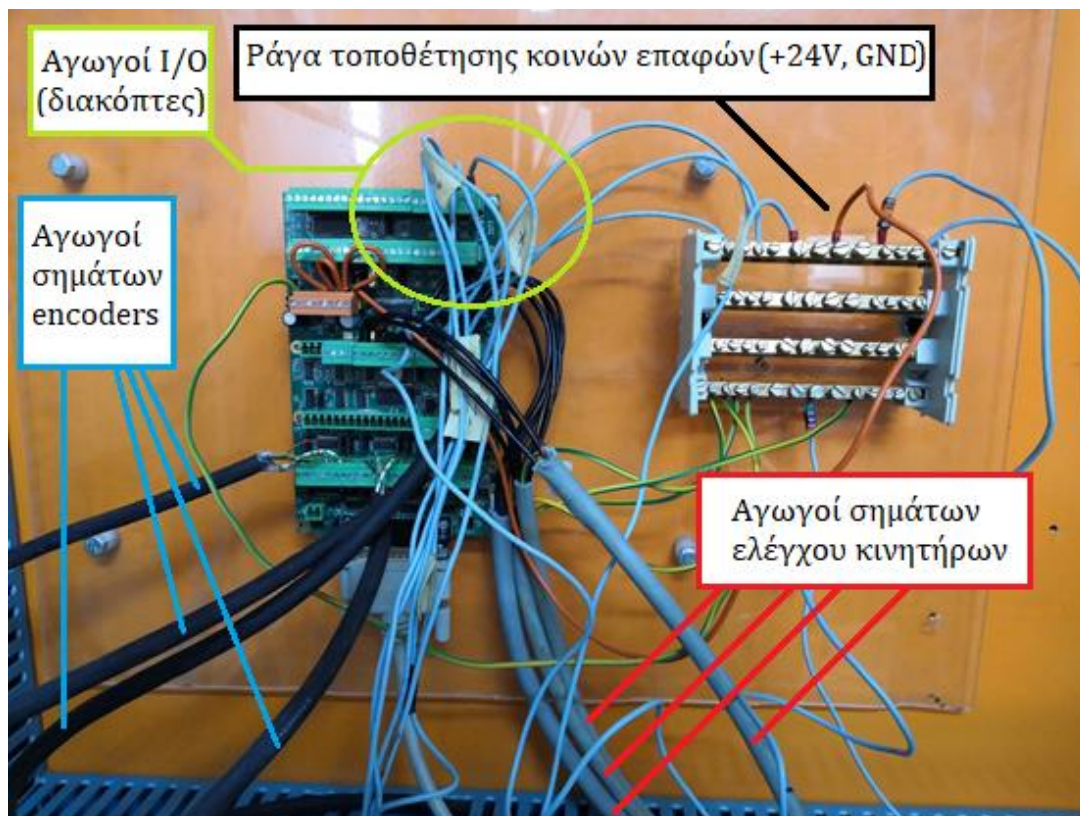 Αγωγοί I/O
(διακόπτες)
Ράγα τοποθέτησης κοινών επαφών(+24V, GND)
Αγωγοί
σημάτων
encoders
Αγωγοί σημάτων
ελέγχου κινητήρων